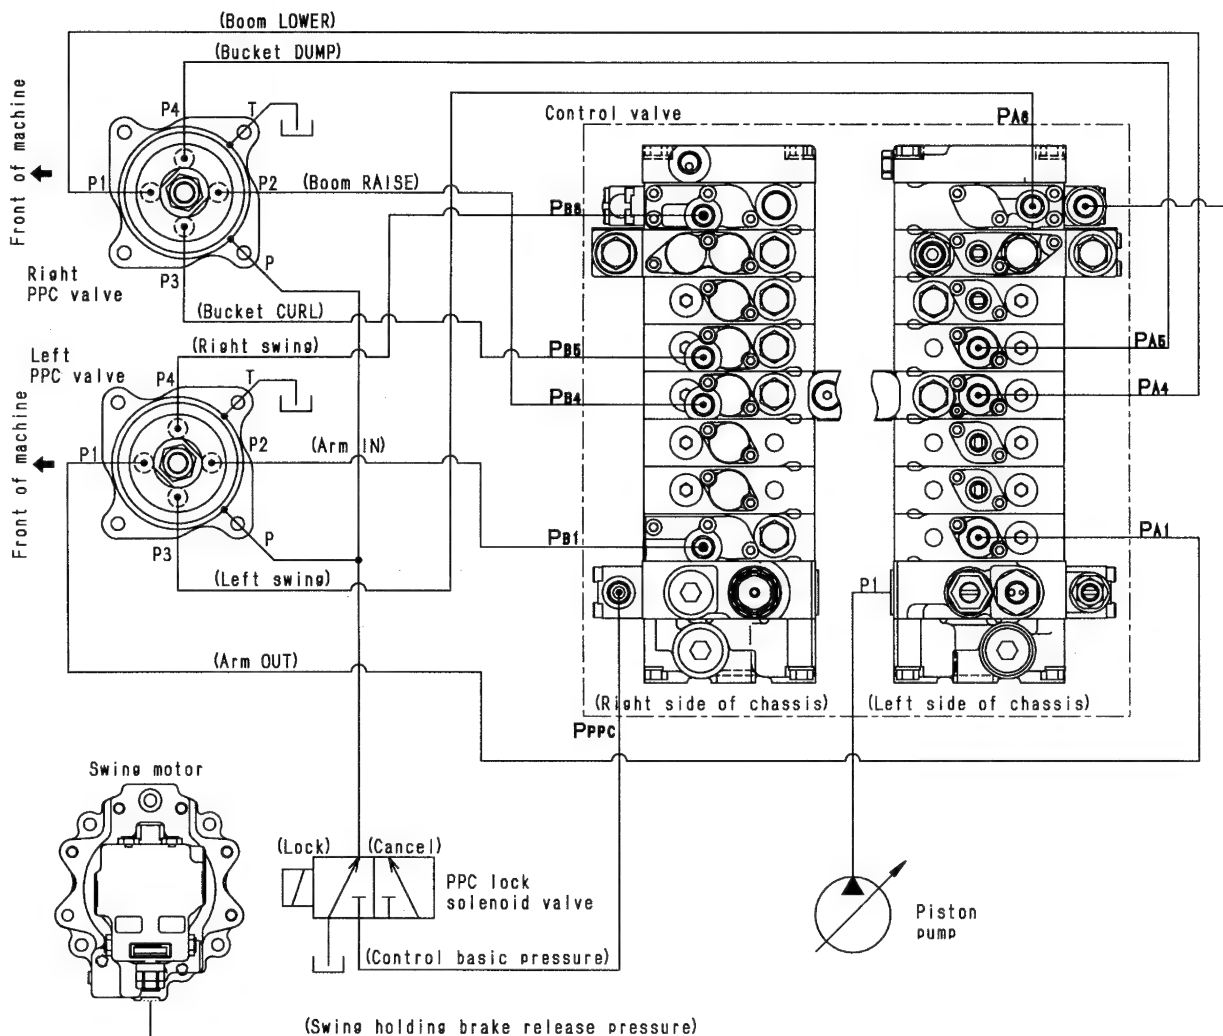 (Boom LOWER)
(Bucket DUMP)
Control valve
PA6
Front of machine
P4
T
P1
P2
(Boom RAISE)
PB6
P
P3
Right
PPC valve
(Bucket CURL)
(Right swing)
PB5
PA5
Left
PPC valve
P4
T
PB4
PA4
Front of machine
P1
P2
(Arm IN)
P
P3
PB1
PA1
(Left swing)
P1
(Arm OUT)
(Right side of chassis)
(Left side of chassis)
PPPC
Swing motor
(Lock)
(Cancel)
PPC lock
solenoid valve
Piston
pump
(Control basic pressure)
(Swing holding brake release pressure)